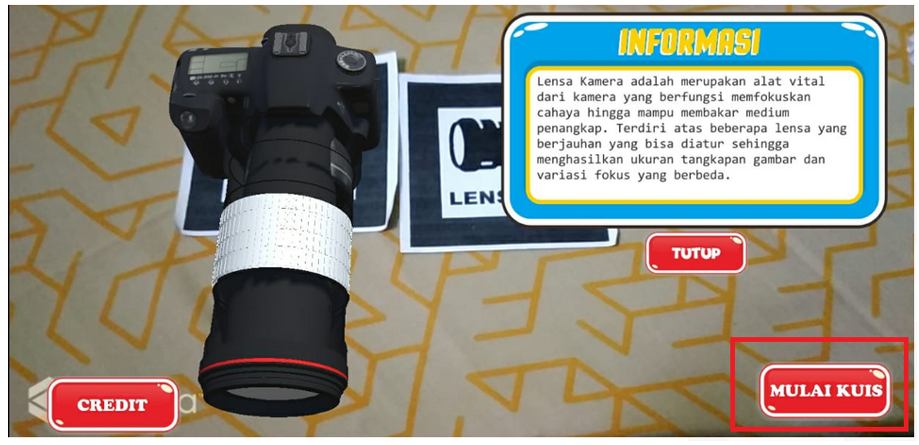 INFORMASI
Lensa Kamera adalah merupakan alat vital
dari kamera yang berfungsi memfokuskan
cahaya hingga mampu membakar medium
penangkap. Terdiri atas beberapa lensa yang
berjauhan yang bisa diatur sehingga
menghasilkan ukuran tangkapan gambar dan
variasi fokus yang berbeda.
LENS
TUTUP
MULAI KUIS
CREDIT